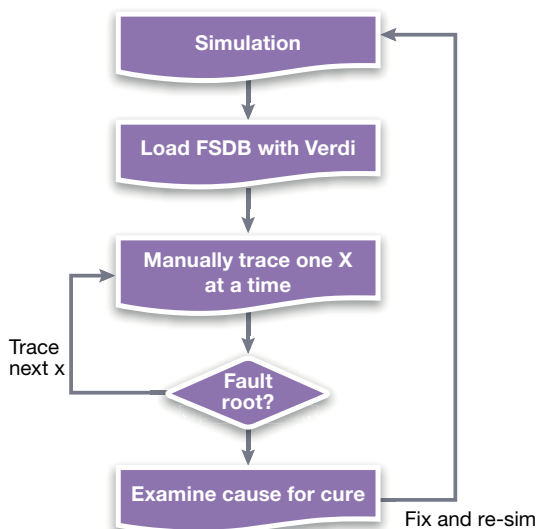 Simulation
Load FSDB with Verdi
Manually trace one X
at a time
Trace
next x
Fault
root?
Examine cause for cure
Fix and re-sim